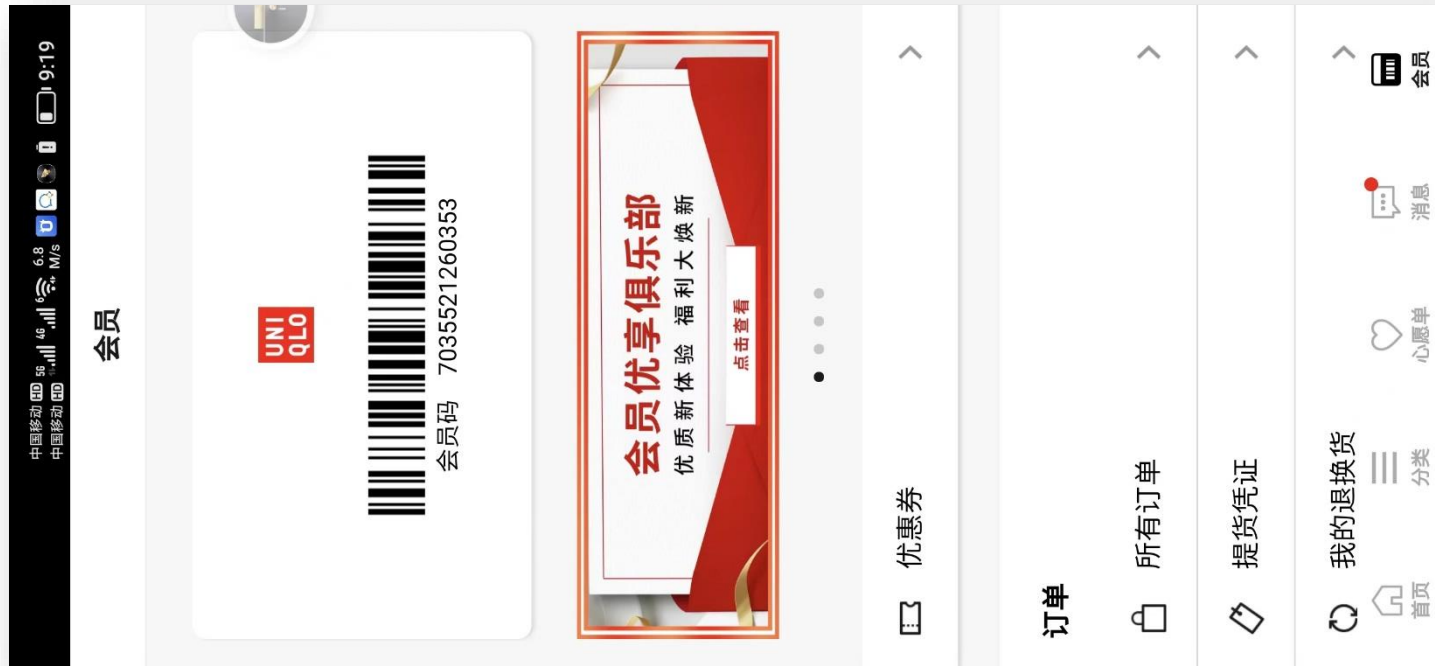 中国移动 HD 5G 4G 6 6.8 M/s 9:19
中国移动 HD
会员
UNI
QLO
会员码 7035521260353
会员优享俱乐部
优质新体验 福利大焕新
点击查看
优惠券
订单
所有订单
提货凭证
我的退换货
首页 分类 心愿单 消息 会员